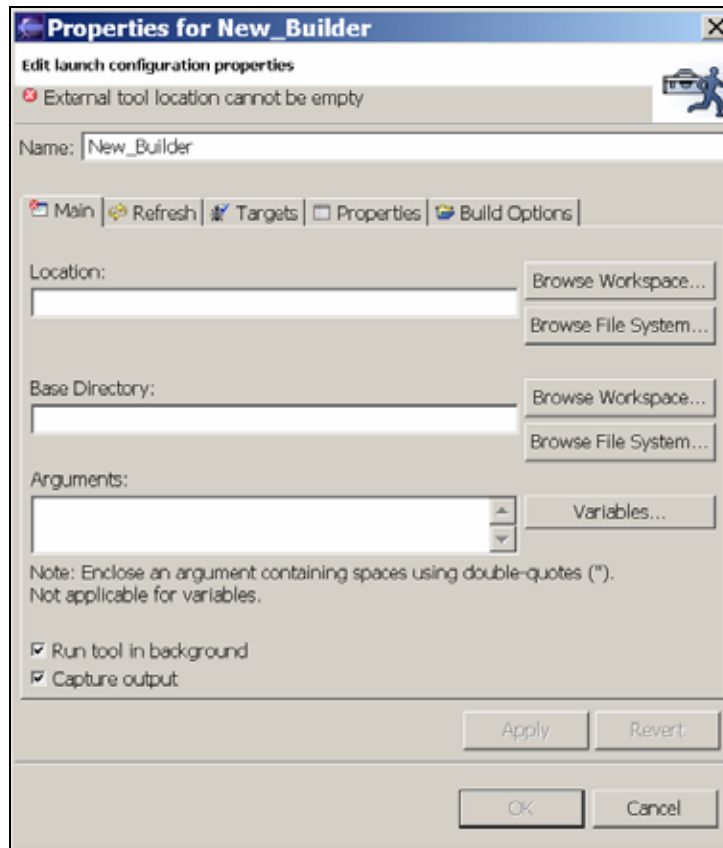 Properties for New_Builder
Edit launch configuration properties
External tool location cannot be empty
Name: New_Builder
Main Refresh Targets Properties Build Options
Location:
Browse Workspace...
Browse File System...
Base Directory:
Browse Workspace...
Browse File System...
Arguments:
Variables...
Note: Enclose an argument containing spaces using double-quotes (").
Not applicable for variables.
Run tool in background
Capture output
Apply Revert
OK Cancel